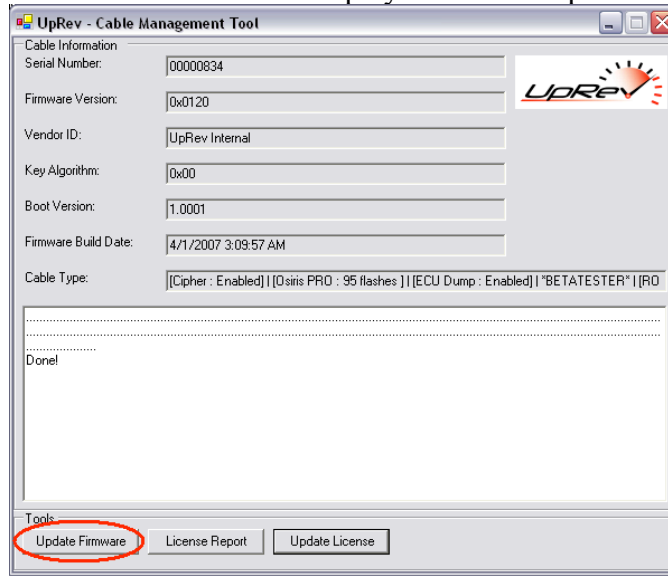 UpRev - Cable Management Tool
Cable Information
Serial Number: 00000834
UpRev
Firmware Version: 0x0120
Vendor ID: UpRev Internal
Key Algorithm: 0x00
Boot Version: 1.0001
Firmware Build Date: 4/1/2007 3:09:57 AM
Cable Type: [Cipher : Enabled] | [Osiris PRO : 95 flashes ] | [ECU Dump : Enabled] | *BETATESTER* | [RO
Done!
Tools
Update Firmware License Report Update License